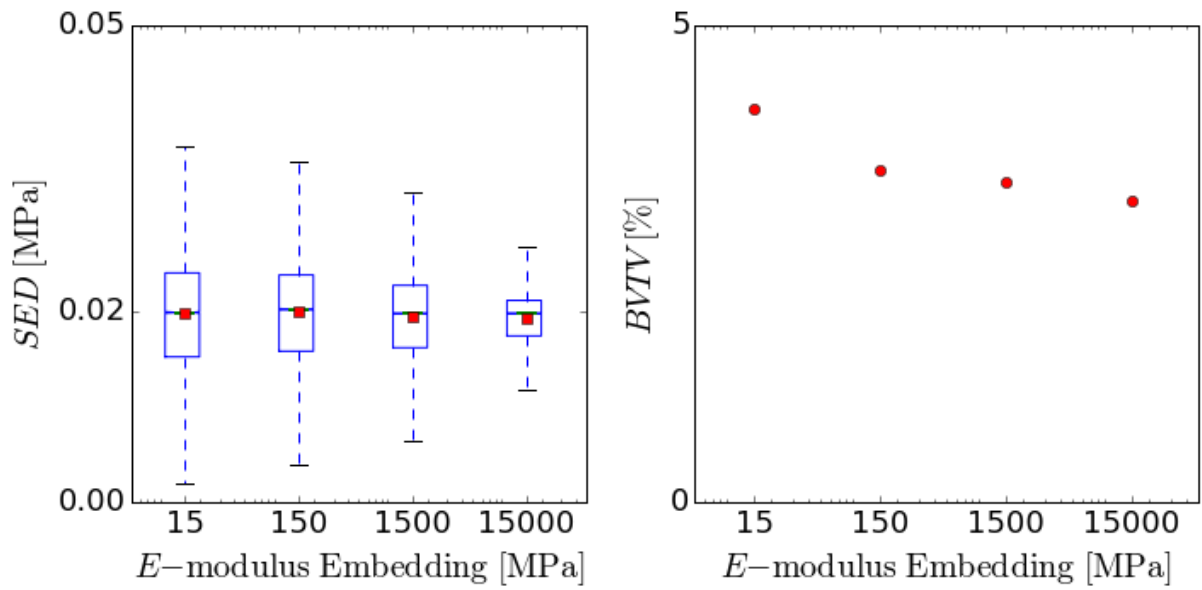 0.05
0.02
0.00
SED [MPa]
15 150 1500 15000
E−modulus Embedding [MPa]
5
0
BVTV [%]
15 150 1500 15000
E−modulus Embedding [MPa]